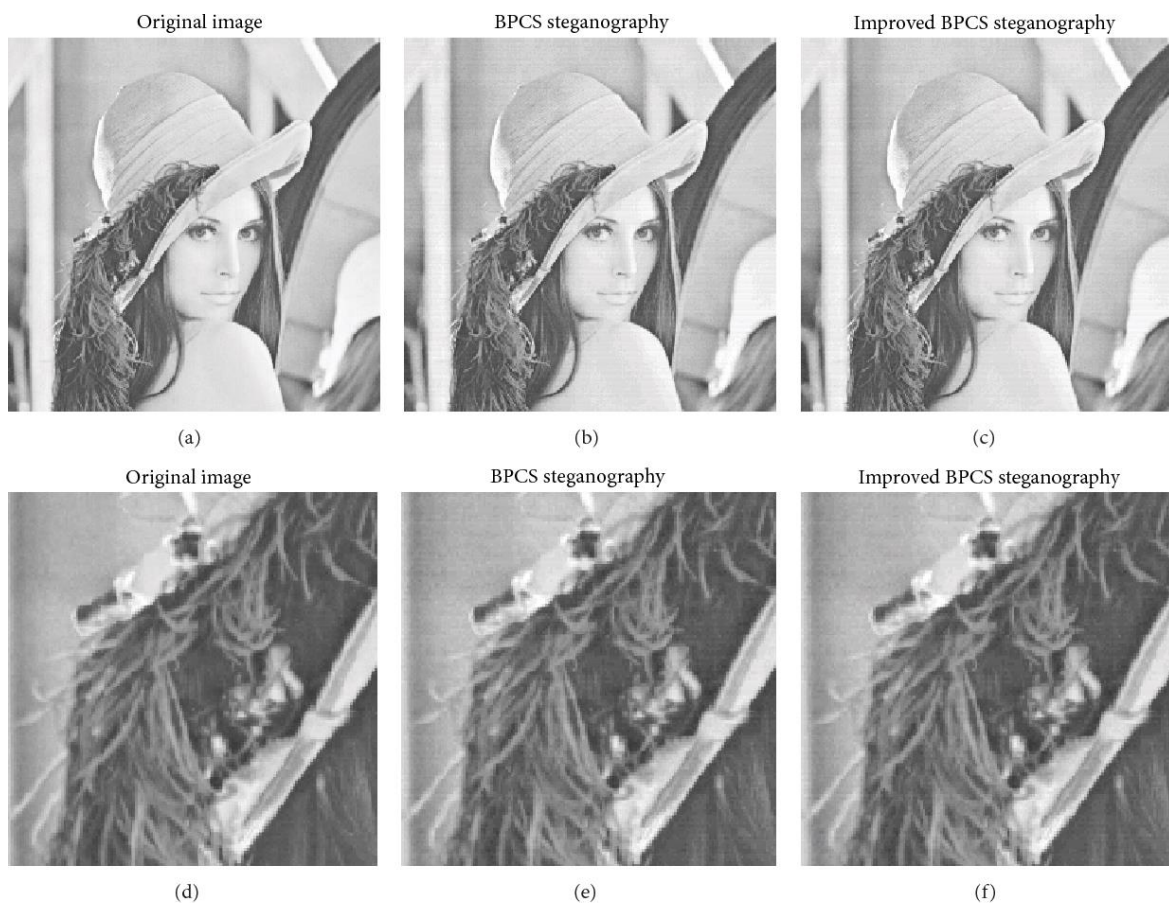 Original image
BPCS steganography
Improved BPCS steganography
(a)
(b)
(c)
Original image
BPCS steganography
Improved BPCS steganography
(d)
(e)
(f)